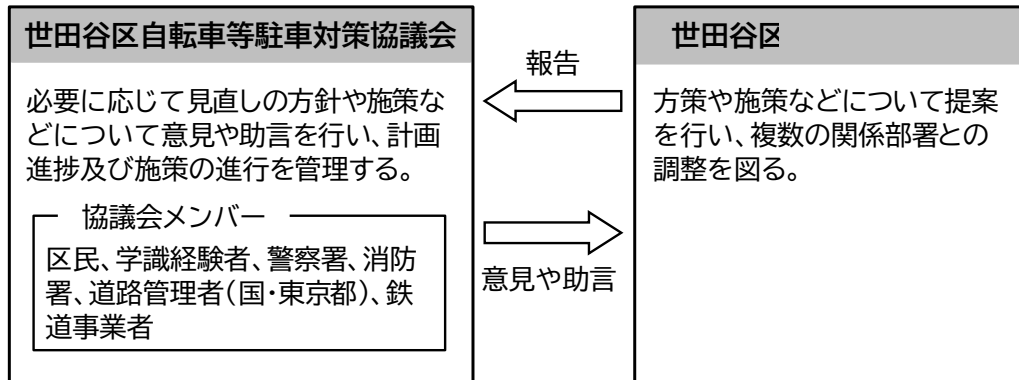 世田谷区自転車等駐車対策協議会
必要に応じて見直しの方針や施策な
どについて意見や助言を行い、計画
進捗及び施策の進行を管理する。
協議会メンバー
区民、学識経験者、警察署、消防
署、道路管理者(国・東京都)、鉄
道事業者
報告
意見や助言
世田谷区
方策や施策などについて提案
を行い、複数の関係部署との
調整を図る。